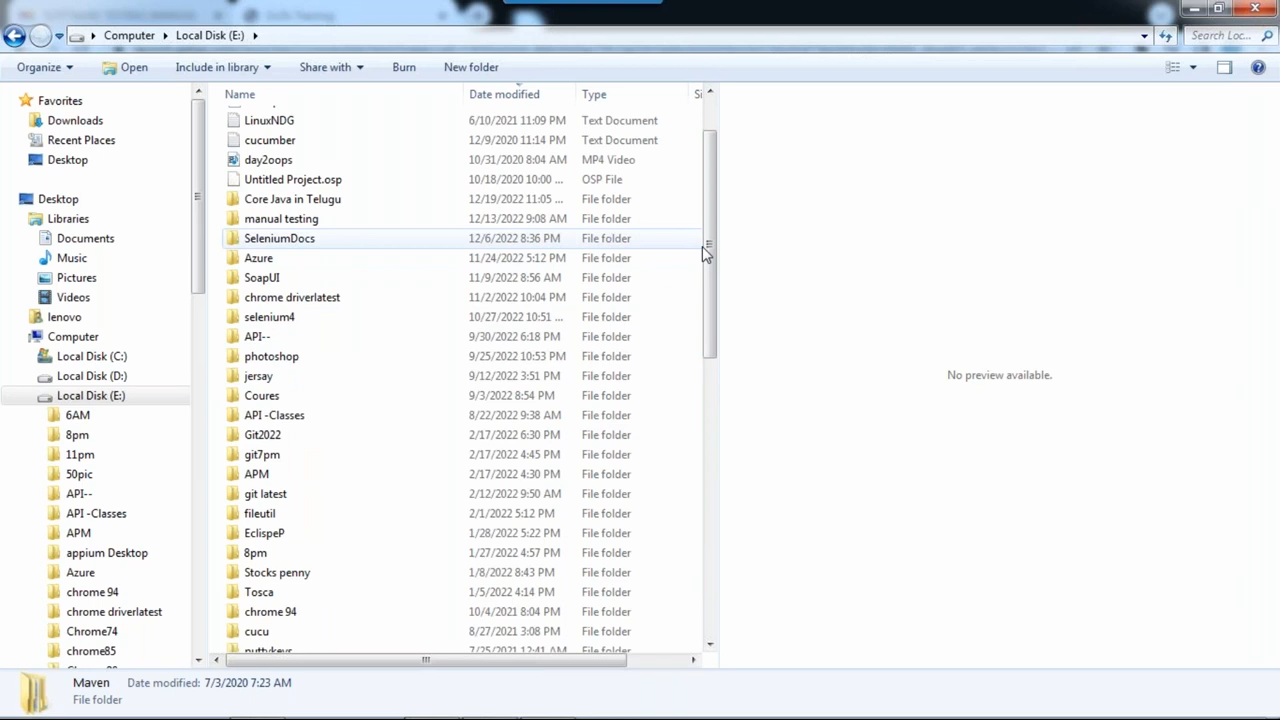 Computer Local Disk (E:) Search Loc...
Organize Open Include in library Share with Burn New folder
Favorites
Downloads
Recent Places
Desktop
Desktop
Libraries
Documents
Music
Pictures
Videos
lenovo
Computer
Local Disk (C:)
Local Disk (D:)
Local Disk (E:)
6AM
8pm
11pm
50pic
API--
API -Classes
APM
appium Desktop
Azure
chrome 94
chrome driverlatest
Chrome74
chrome85
Name Date modified Type Si
LinuxNDG 6/10/2021 11:09 PM Text Document
cucumber 12/9/2020 11:14 PM Text Document
day2oops 10/31/2020 8:04 AM MP4 Video
Untitled Project.osp 10/18/2020 10:00 ... OSP File
Core Java in Telugu 12/19/2022 11:05 ... File folder
manual testing 12/13/2022 9:08 AM File folder
SeleniumDocs 12/6/2022 8:36 PM File folder
Azure 11/24/2022 5:12 PM File folder
SoapUI 11/9/2022 8:56 AM File folder
chrome driverlatest 11/2/2022 10:04 PM File folder
selenium4 10/27/2022 10:51 ... File folder
API-- 9/30/2022 6:18 PM File folder
photoshop 9/25/2022 10:53 PM File folder
jersay 9/12/2022 3:51 PM File folder
Coures 9/3/2022 8:54 PM File folder
API -Classes 8/22/2022 9:38 AM File folder
Git2022 2/17/2022 6:30 PM File folder
git7pm 2/17/2022 4:45 PM File folder
APM 2/17/2022 4:30 PM File folder
git latest 2/12/2022 9:50 AM File folder
fileutil 2/1/2022 5:12 PM File folder
EclispeP 1/28/2022 5:22 PM File folder
8pm 1/27/2022 4:57 PM File folder
Stocks penny 1/8/2022 8:43 PM File folder
Tosca 1/5/2022 4:14 PM File folder
chrome 94 10/4/2021 8:04 PM File folder
cucu 8/27/2021 3:08 PM File folder
puttykeys 7/25/2021 12:41 AM File folder
No preview available.
Maven Date modified: 7/3/2020 7:23 AM
File folder